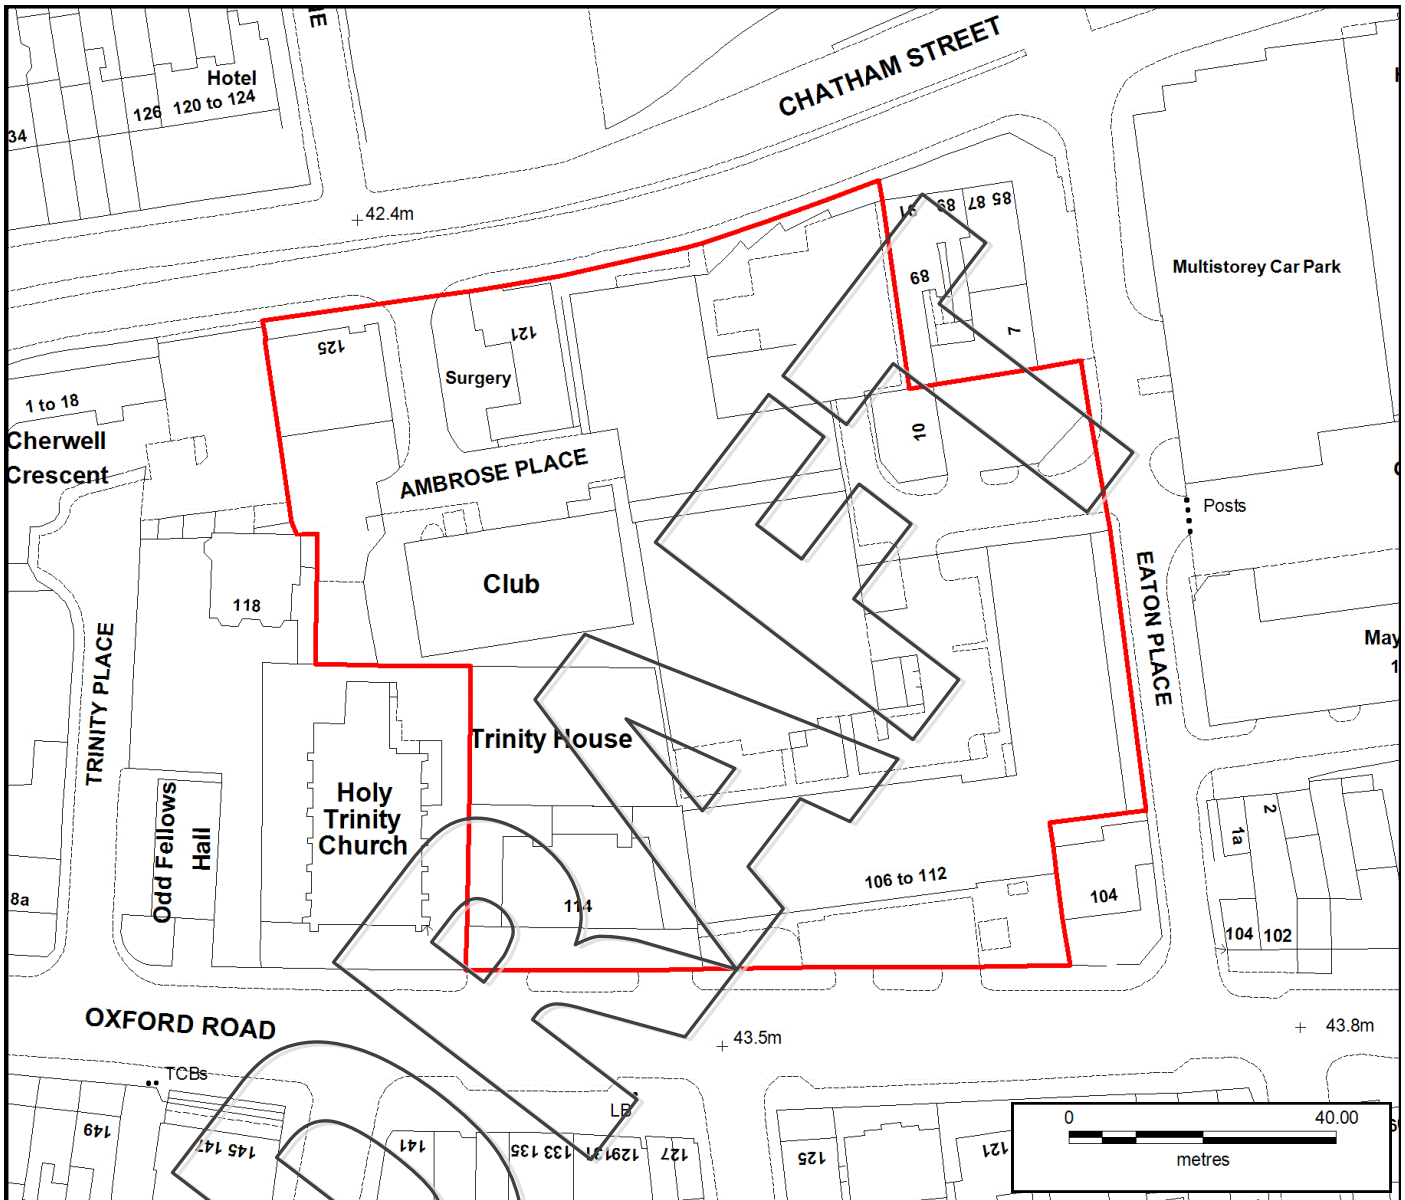 CHATHAM STREET
Hotel
126 120 to 124
34
42.4m
91 89 87 85
Multistorey Car Park
89
7
125
121
Surgery
1 to 18
Cherwell
Crescent
10
AMBROSE PLACE
Posts
Club
EATON PLACE
118
May
1
TRINITY PLACE
Trinity House
Holy
Trinity
Church
Odd Fellows
Hall
1a
2
106 to 112
8a
114
104
104 102
OXFORD ROAD
43.5m
43.8m
TCBs
LB
149
147 145
141
135 133 131 129
127
125
121
0 40.00
metres
DRAFT